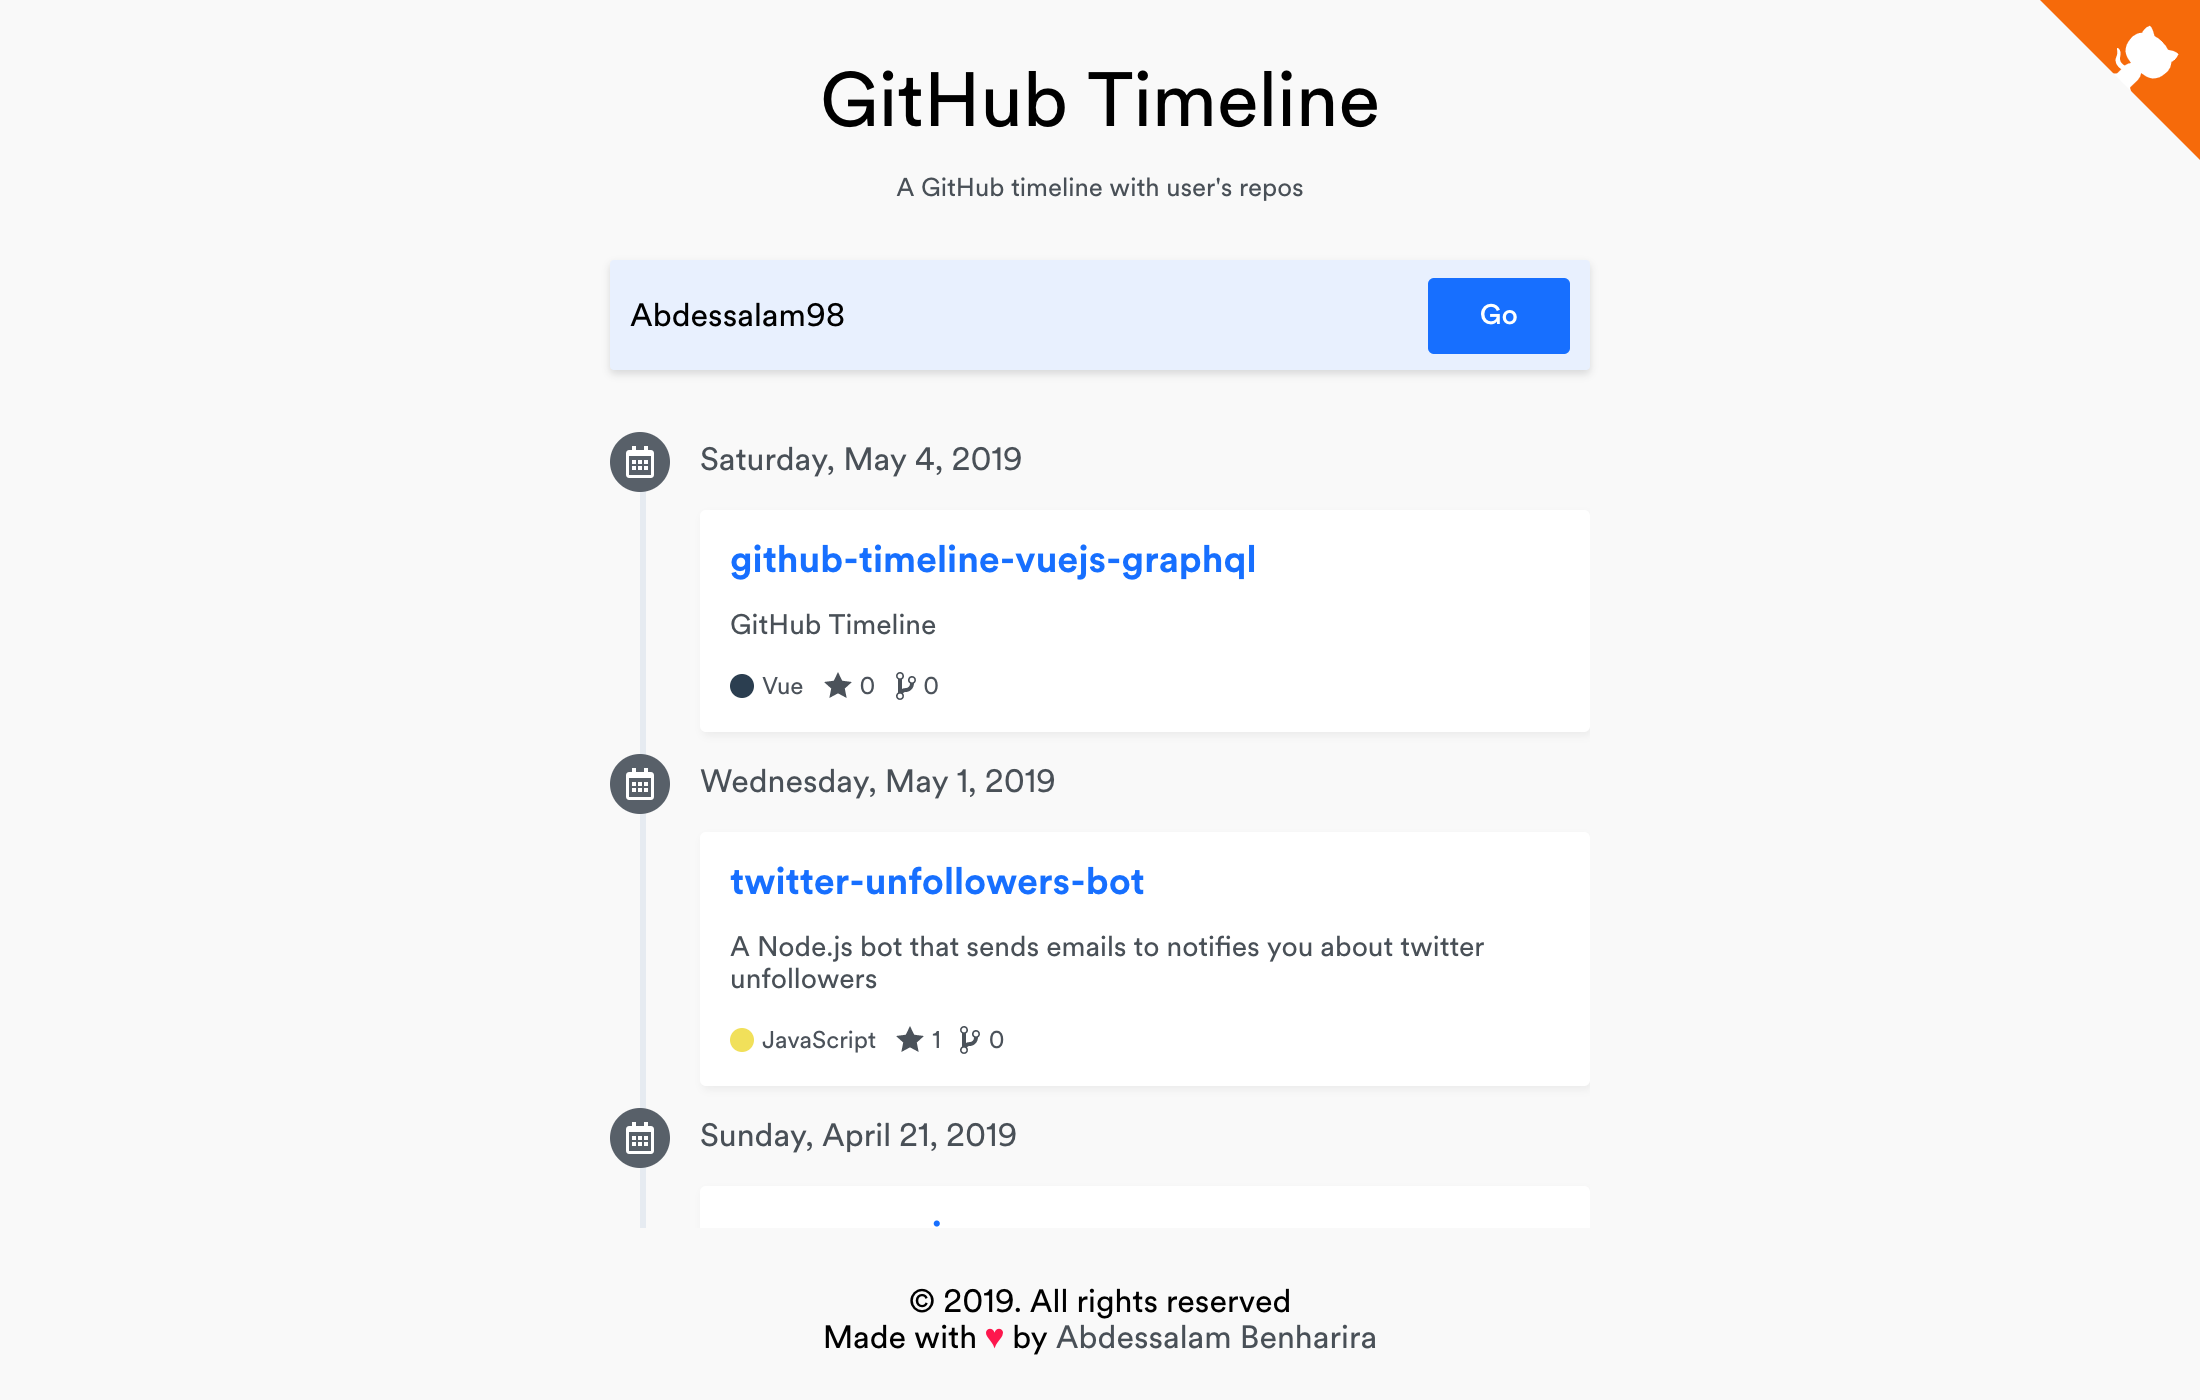 GitHub Timeline
A GitHub timeline with user's repos
Abdessalam98
Go
Saturday, May 4, 2019
github-timeline-vuejs-graphql
GitHub Timeline
Vue 0 0
Wednesday, May 1, 2019
twitter-unfollowers-bot
A Node.js bot that sends emails to notifies you about twitter
unfollowers
JavaScript 1 0
Sunday, April 21, 2019
© 2019. All rights reserved
Made with ♥ by Abdessalam Benharira